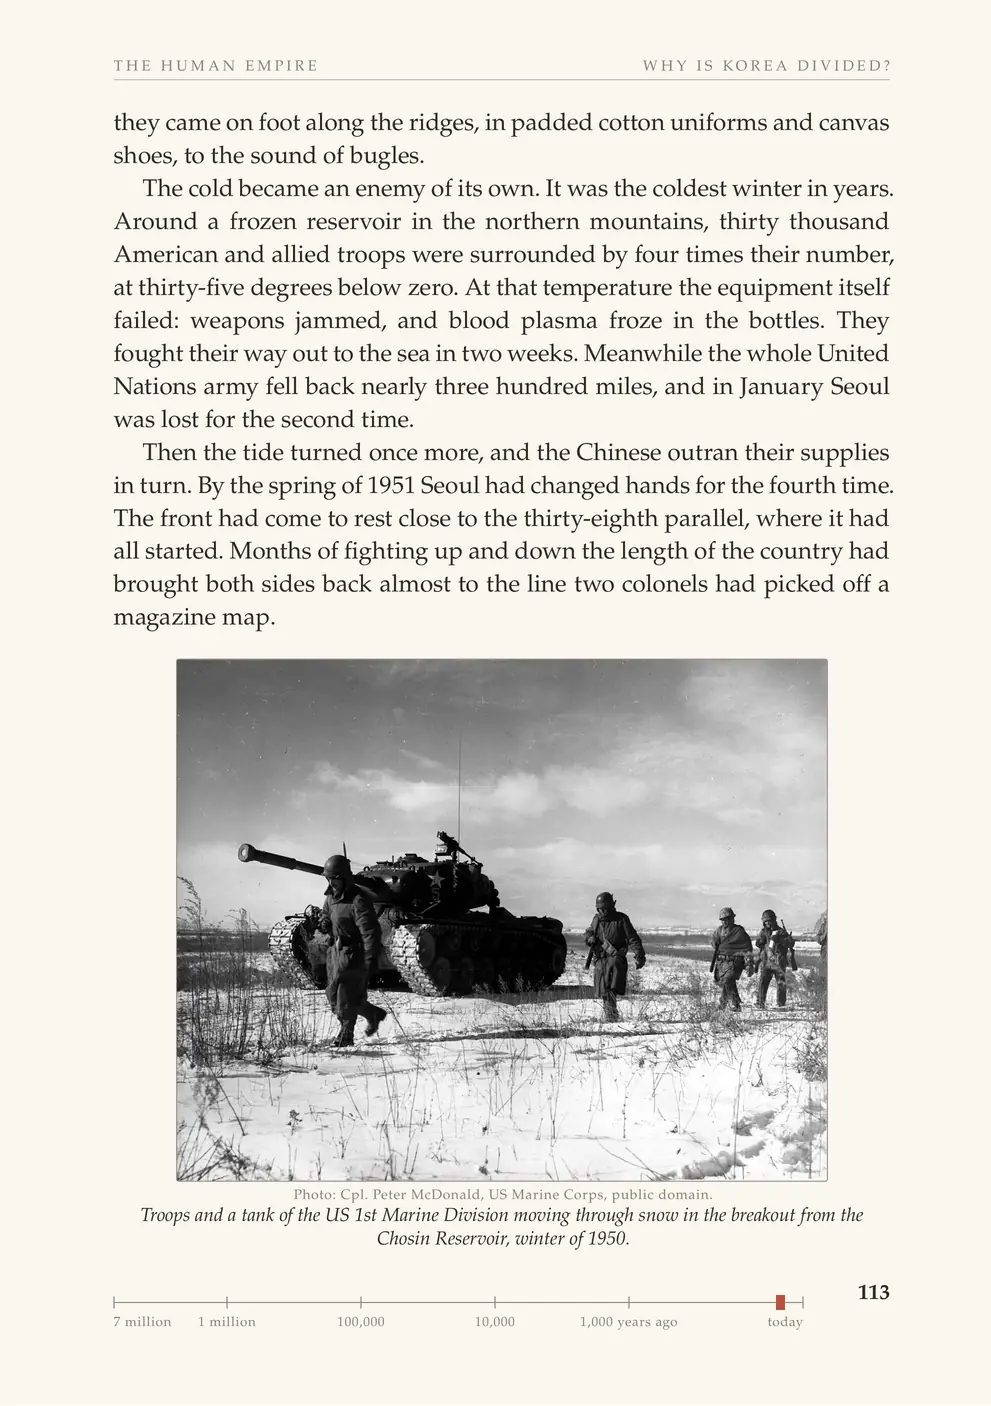 THE HUMAN EMPIRE
WHY IS KOREA DIVIDED?
they came on foot along the ridges, in padded cotton uniforms and canvas
shoes, to the sound of bugles.
The cold became an enemy of its own. It was the coldest winter in years.
Around a frozen reservoir in the northern mountains, thirty thousand
American and allied troops were surrounded by four times their number,
at thirty-five degrees below zero. At that temperature the equipment itself
failed: weapons jammed, and blood plasma froze in the bottles. They
fought their way out to the sea in two weeks. Meanwhile the whole United
Nations army fell back nearly three hundred miles, and in January Seoul
was lost for the second time.
Then the tide turned once more, and the Chinese outran their supplies
in turn. By the spring of 1951 Seoul had changed hands for the fourth time.
The front had come to rest close to the thirty-eighth parallel, where it had
all started. Months of fighting up and down the length of the country had
brought both sides back almost to the line two colonels had picked off a
magazine map.
Photo: Cpl. Peter McDonald, US Marine Corps, public domain.
Troops and a tank of the US 1st Marine Division moving through snow in the breakout from the
Chosin Reservoir, winter of 1950.
113
7 million 1 million 100,000 10,000 1,000 years ago today